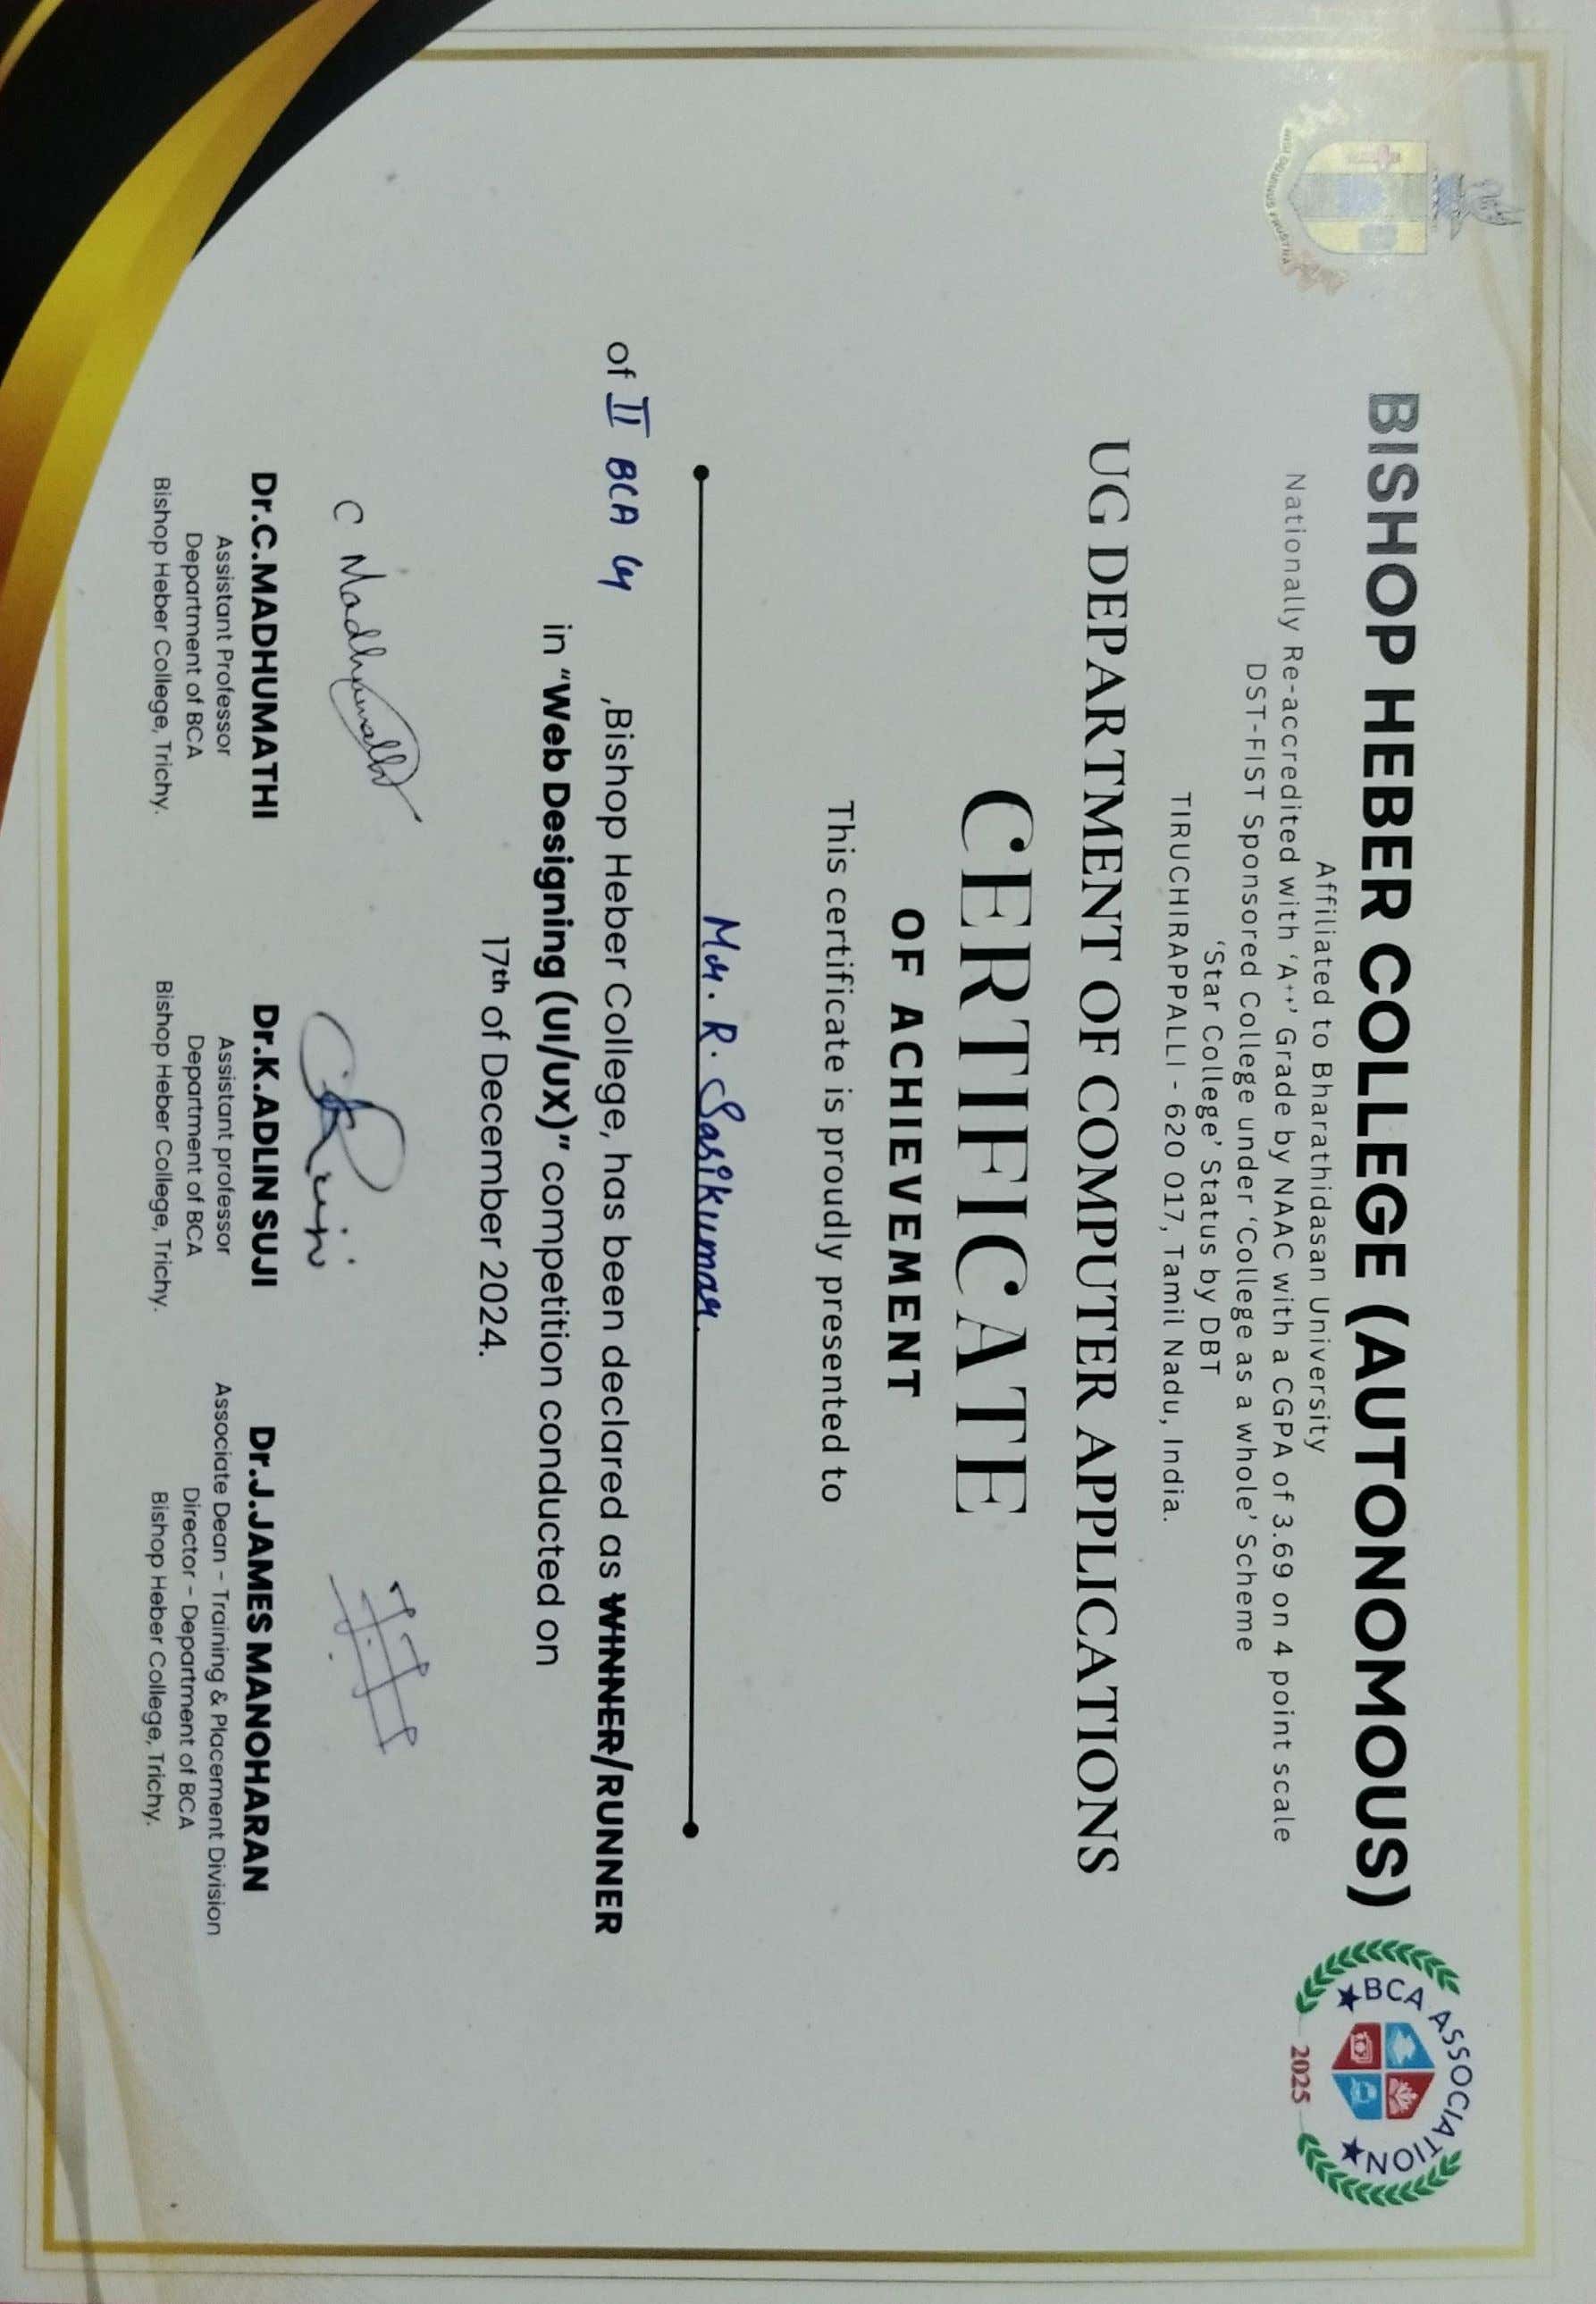 BISHOP HEBER COLLEGE (AUTONOMOUS)
Affiliated to Bharathidasan University
Nationally Re-accredited with ‘A⁺⁺’ Grade by NAAC with a CGPA of 3.69 on 4 point scale
DST-FIST Sponsored College under ‘College as a whole’ Scheme
‘Star College’ Status by DBT
TIRUCHIRAPPALLI - 620 017, Tamil Nadu, India.
BCA ASSOCIATION
2025
UG DEPARTMENT OF COMPUTER APPLICATIONS
CERTIFICATE
OF ACHIEVEMENT
This certificate is proudly presented to
Mr. R. Sasikumar.
of II BCA ,Bishop Heber College, has been declared as WINNER/RUNNER
in “Web Designing (UI/UX)” competition conducted on
17th of December 2024.
C Madhumathi
Dr.C.MADHUMATHI
Assistant Professor
Department of BCA
Bishop Heber College, Trichy.
Dr.K.ADLIN SUJI
Assistant professor
Department of BCA
Bishop Heber College, Trichy.
Dr.J.JAMES MANOHARAN
Associate Dean - Training & Placement Division
Director - Department of BCA
Bishop Heber College, Trichy.